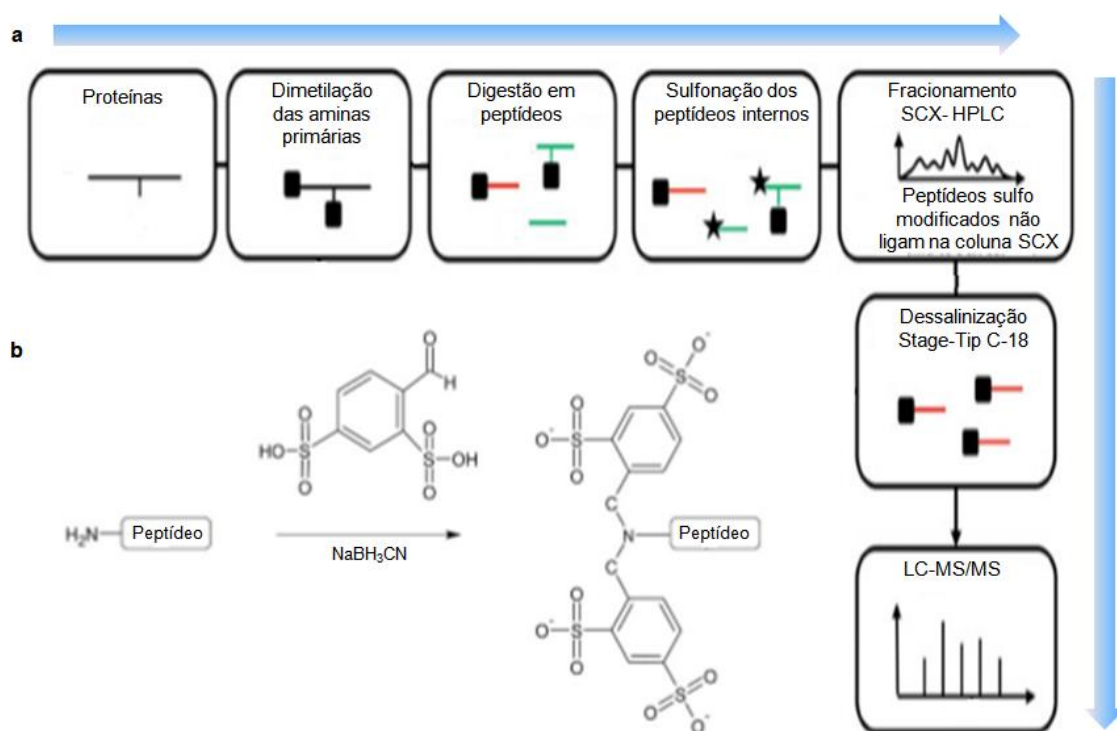 a
Proteínas
Dimetilação
das aminas
primárias
Digestão em
peptídeos
Sulfonação dos
peptídeos internos
Fracionamento
SCX- HPLC
Peptídeos sulfo
modificados não
ligam na coluna SCX
Dessalinização
Stage-Tip C-18
LC-MS/MS
b
H₂N
Peptídeo
O
H
O
HO
S
O
O
S
OH
O
NaBH₃CN
O⁻
O
S
O
O
O⁻
S
O
C
N
Peptídeo
C
O
O⁻
S
O
O
S
O
O⁻